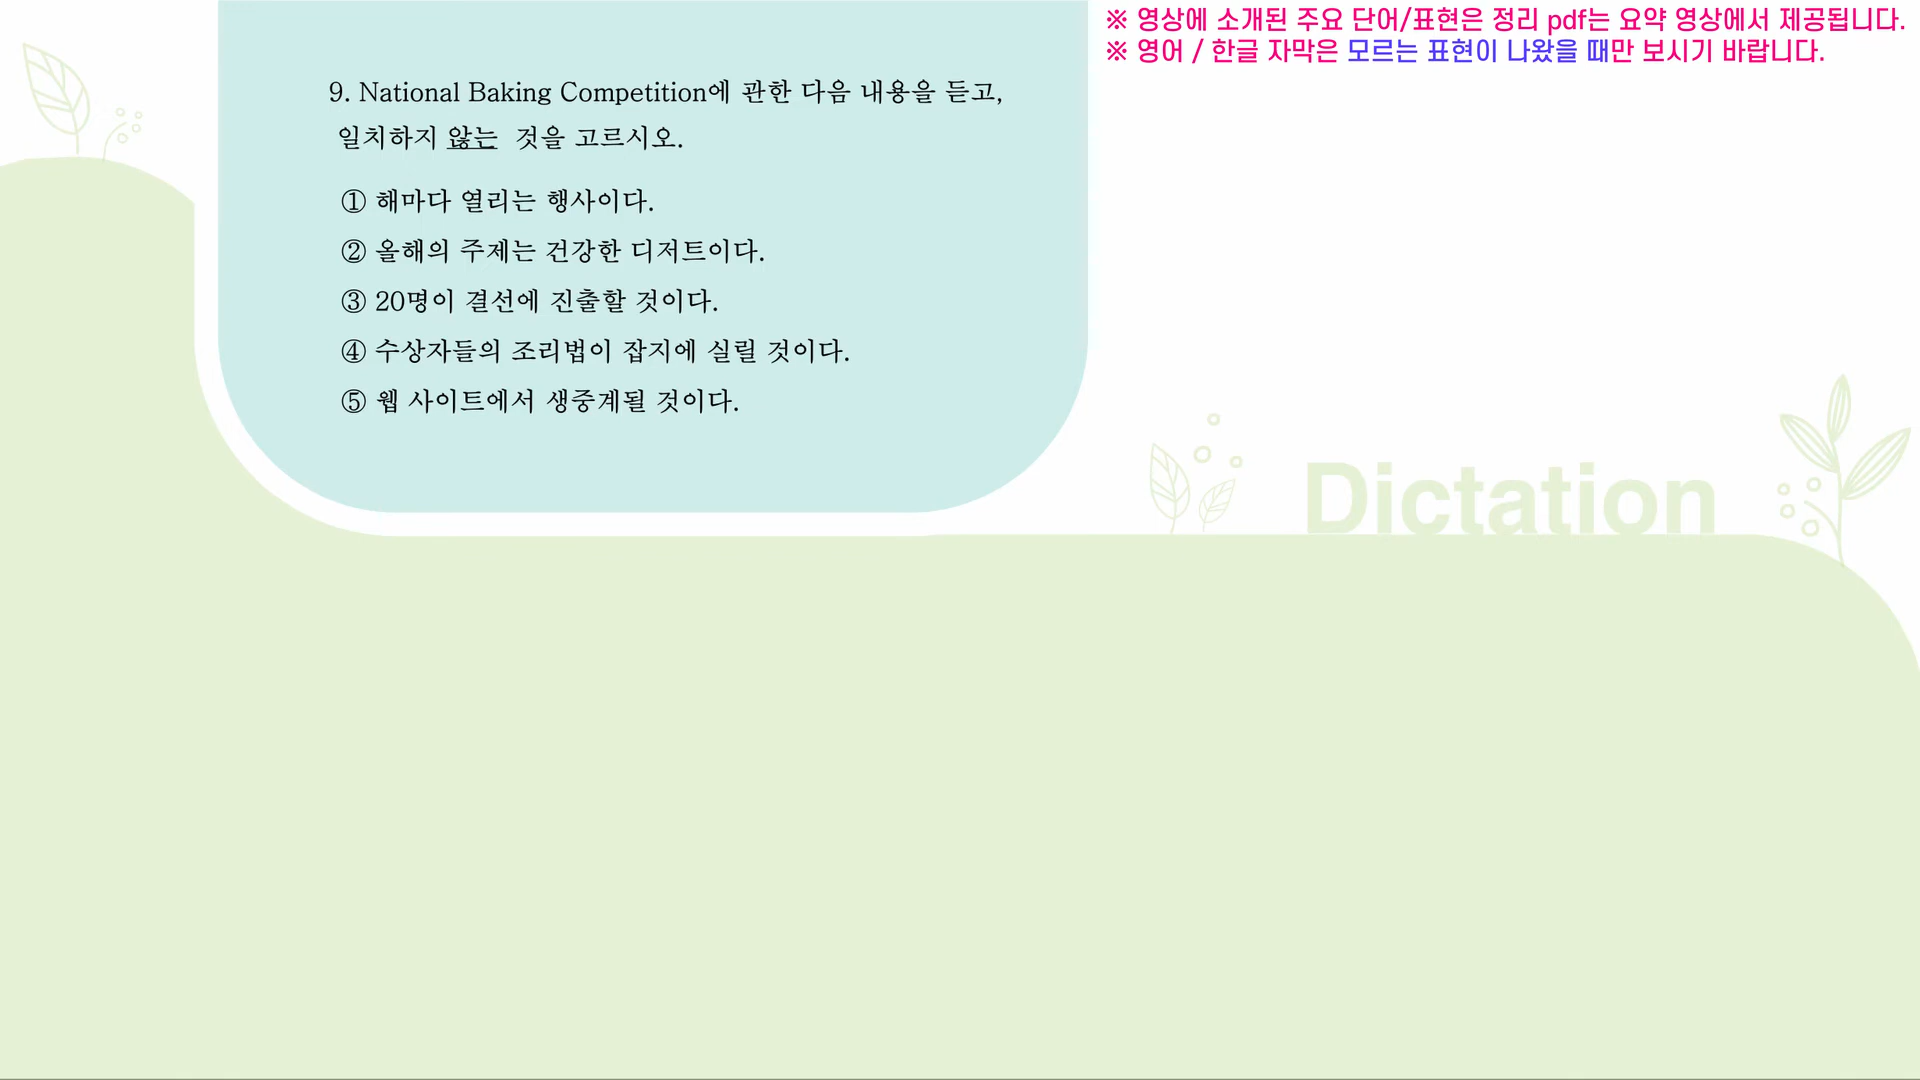 ※ 영상에 소개된 주요 단어/표현은 정리 pdf는 요약 영상에서 제공됩니다.
※ 영어 / 한글 자막은 모르는 표현이 나왔을 때만 보시기 바랍니다.
9. National Baking Competition에 관한 다음 내용을 듣고,
일치하지 않는 것을 고르시오.
① 해마다 열리는 행사이다.
② 올해의 주제는 건강한 디저트이다.
③ 20명이 결선에 진출할 것이다.
④ 수상자들의 조리법이 잡지에 실릴 것이다.
⑤ 웹 사이트에서 생중계될 것이다.
Dictation